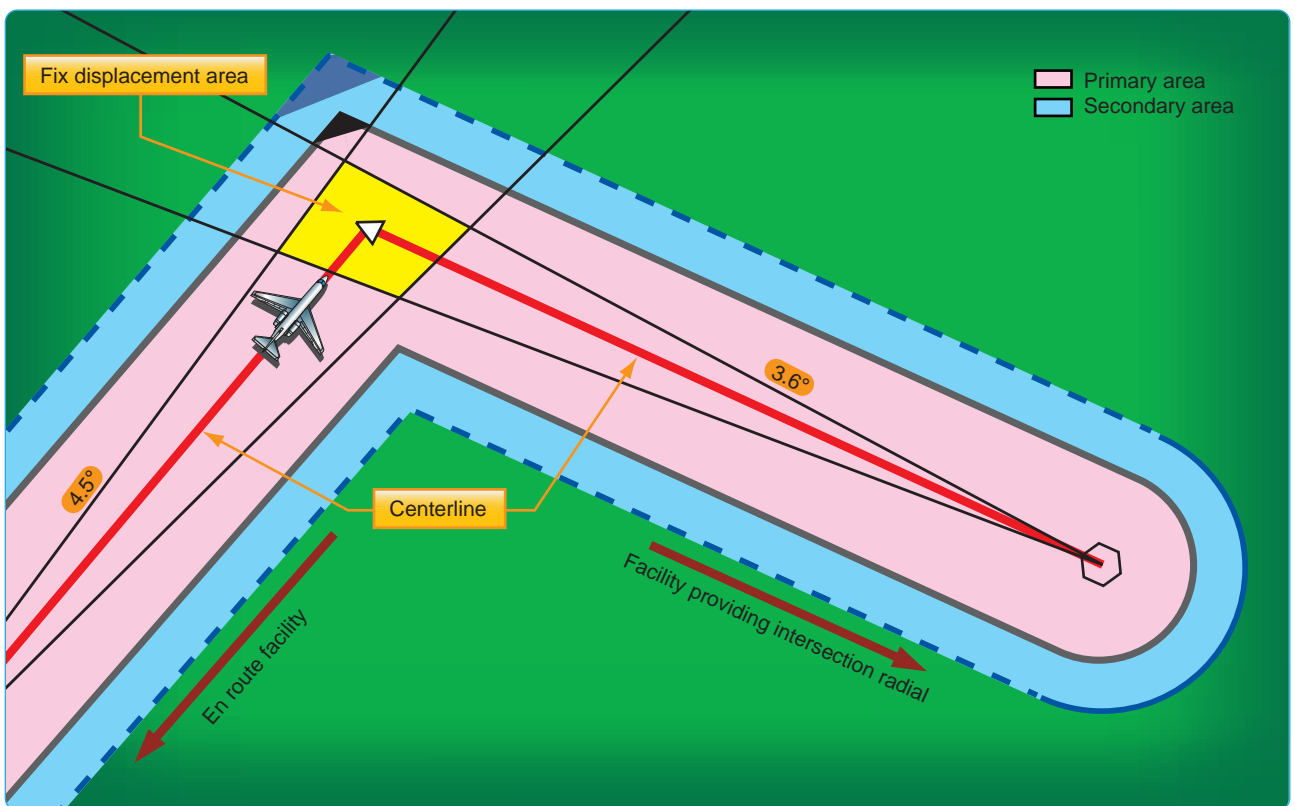 Fix displacement area
Primary area
Secondary area
3.6°
4.5°
Centerline
Facility providing intersection radial
En route facility